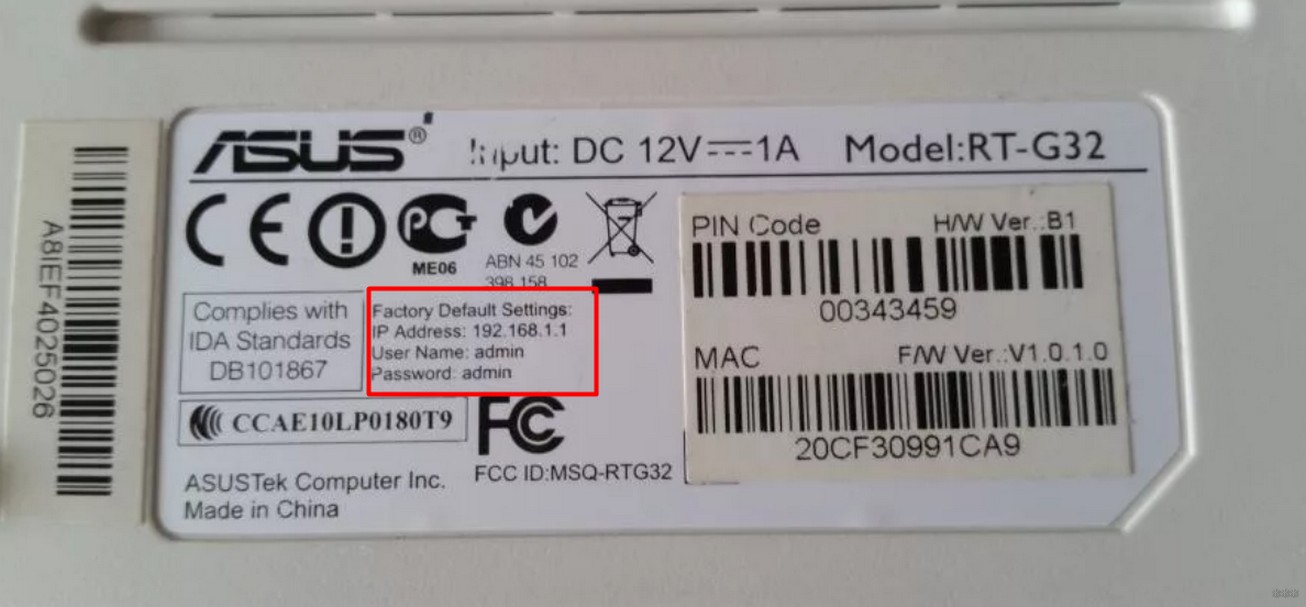 ASUS®
Input: DC 12V⎓1A
Model:RT-G32
ME06
ABN 45 102
398 158
Complies with
IDA Standards
DB101867
Factory Default Settings:
IP Address: 192.168.1.1
User Name: admin
Password: admin
CCAE10LP0180T9
FC
FCC ID:MSQ-RTG32
ASUSTek Computer Inc.
Made in China
PIN Code
H/W Ver.:B1
00343459
MAC
F/W Ver.:V1.0.1.0
20CF30991CA9
A8IEF4025026